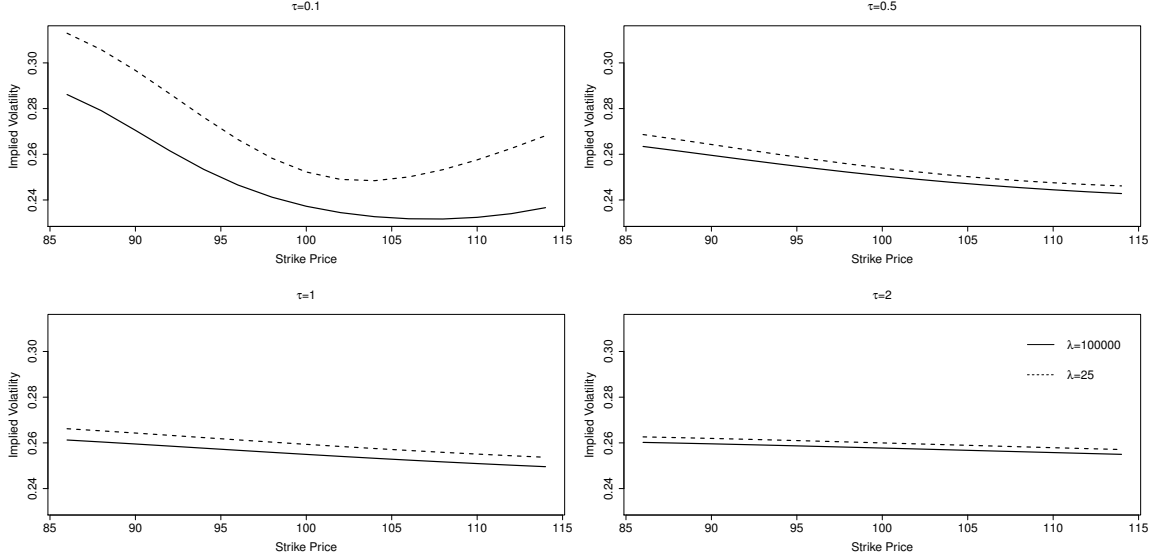 τ=0.1
Implied Volatility
0.30
0.28
0.26
0.24
85 90 95 100 105 110 115
Strike Price
τ=0.5
Implied Volatility
0.30
0.28
0.26
0.24
85 90 95 100 105 110 115
Strike Price
τ=1
Implied Volatility
0.30
0.28
0.26
0.24
85 90 95 100 105 110 115
Strike Price
τ=2
Implied Volatility
0.30
0.28
0.26
0.24
λ=100000
λ=25
85 90 95 100 105 110 115
Strike Price